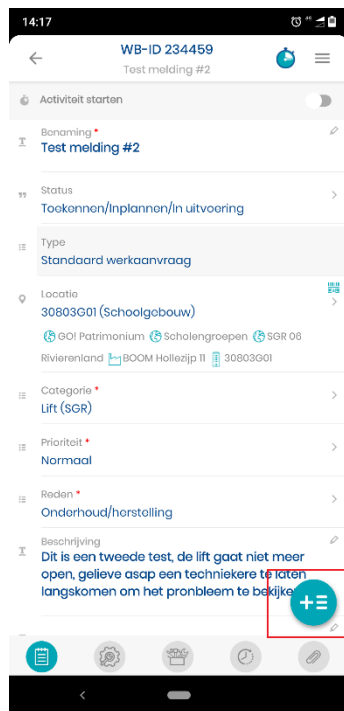 14:17
WB-ID 234459
Test melding #2
Activiteit starten
Benaming *
Test melding #2
Status
Toekennen/Inplannen/In uitvoering
Type
Standaard werkaanvraag
Locatie
30803G01 (Schoolgebouw)
GO! Patrimonium Scholengroepen SGR 06
Rivierenland BOOM Hollezijp 11 30803G01
Categorie *
Lift (SGR)
Prioriteit *
Normaal
Reden *
Onderhoud/herstelling
Beschrijving
Dit is een tweede test, de lift gaat niet meer
open, gelieve asap een techniekere te laten
langskomen om het pronbleem te bekijke